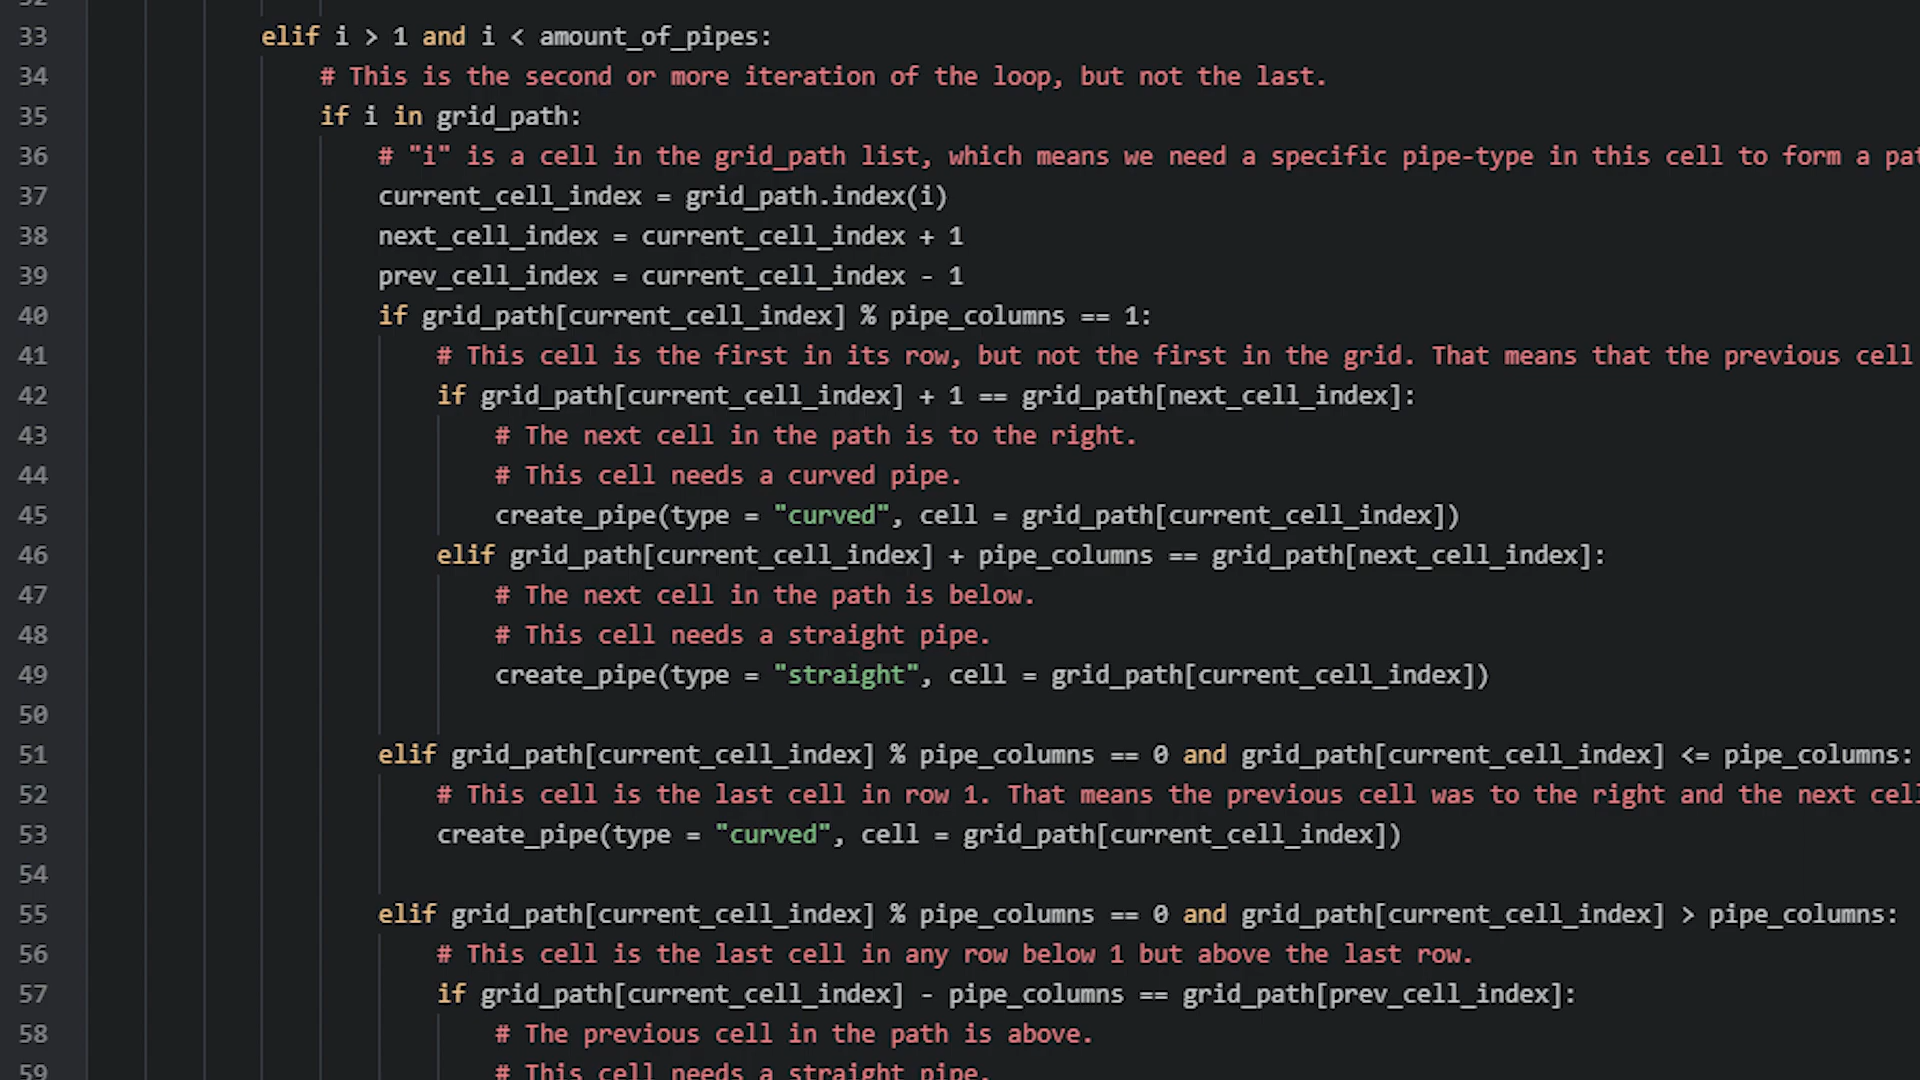 33 elif i > 1 and i < amount_of_pipes:
34 # This is the second or more iteration of the loop, but not the last.
35 if i in grid_path:
36 # "i" is a cell in the grid_path list, which means we need a specific pipe-type in this cell to form a pat
37 current_cell_index = grid_path.index(i)
38 next_cell_index = current_cell_index + 1
39 prev_cell_index = current_cell_index - 1
40 if grid_path[current_cell_index] % pipe_columns == 1:
41 # This cell is the first in its row, but not the first in the grid. That means that the previous cell
42 if grid_path[current_cell_index] + 1 == grid_path[next_cell_index]:
43 # The next cell in the path is to the right.
44 # This cell needs a curved pipe.
45 create_pipe(type = "curved", cell = grid_path[current_cell_index])
46 elif grid_path[current_cell_index] + pipe_columns == grid_path[next_cell_index]:
47 # The next cell in the path is below.
48 # This cell needs a straight pipe.
49 create_pipe(type = "straight", cell = grid_path[current_cell_index])
50
51 elif grid_path[current_cell_index] % pipe_columns == 0 and grid_path[current_cell_index] <= pipe_columns:
52 # This cell is the last cell in row 1. That means the previous cell was to the right and the next cell
53 create_pipe(type = "curved", cell = grid_path[current_cell_index])
54
55 elif grid_path[current_cell_index] % pipe_columns == 0 and grid_path[current_cell_index] > pipe_columns:
56 # This cell is the last cell in any row below 1 but above the last row.
57 if grid_path[current_cell_index] - pipe_columns == grid_path[prev_cell_index]:
58 # The previous cell in the path is above.
59 # This cell needs a straight pipe.